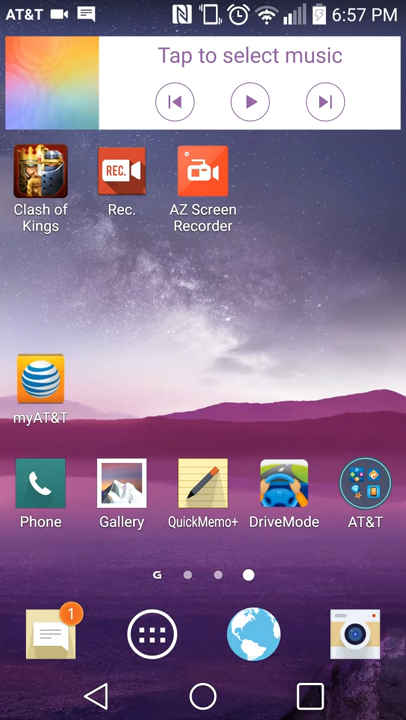 AT&T
6:57 PM
Tap to select music
REC.
Clash of
Kings
Rec.
AZ Screen
Recorder
myAT&T
Phone
Gallery
QuickMemo+
DriveMode
AT&T
G
1